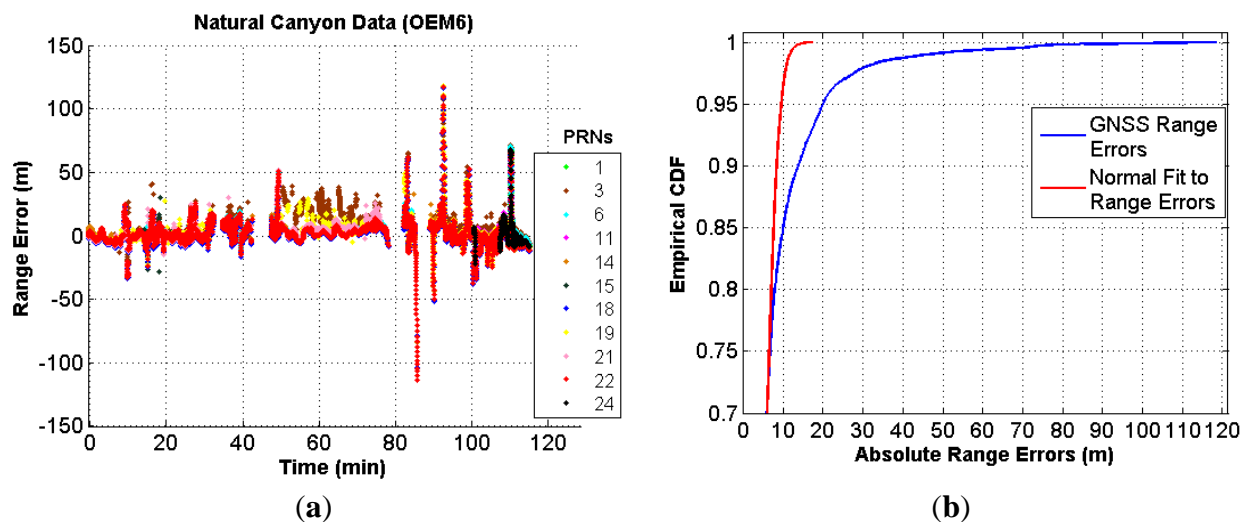 Natural Canyon Data (OEM6)
Range Error (m)
150
100
50
0
-50
-100
-150
0
20
40
60
80
100
120
Time (min)
PRNs
1
3
6
11
14
15
18
19
21
22
24
(a)
Empirical CDF
1
0.95
0.9
0.85
0.8
0.75
0.7
0 10 20 30 40 50 60 70 80 90 100 110 120
Absolute Range Errors (m)
GNSS Range
Errors
Normal Fit to
Range Errors
(b)